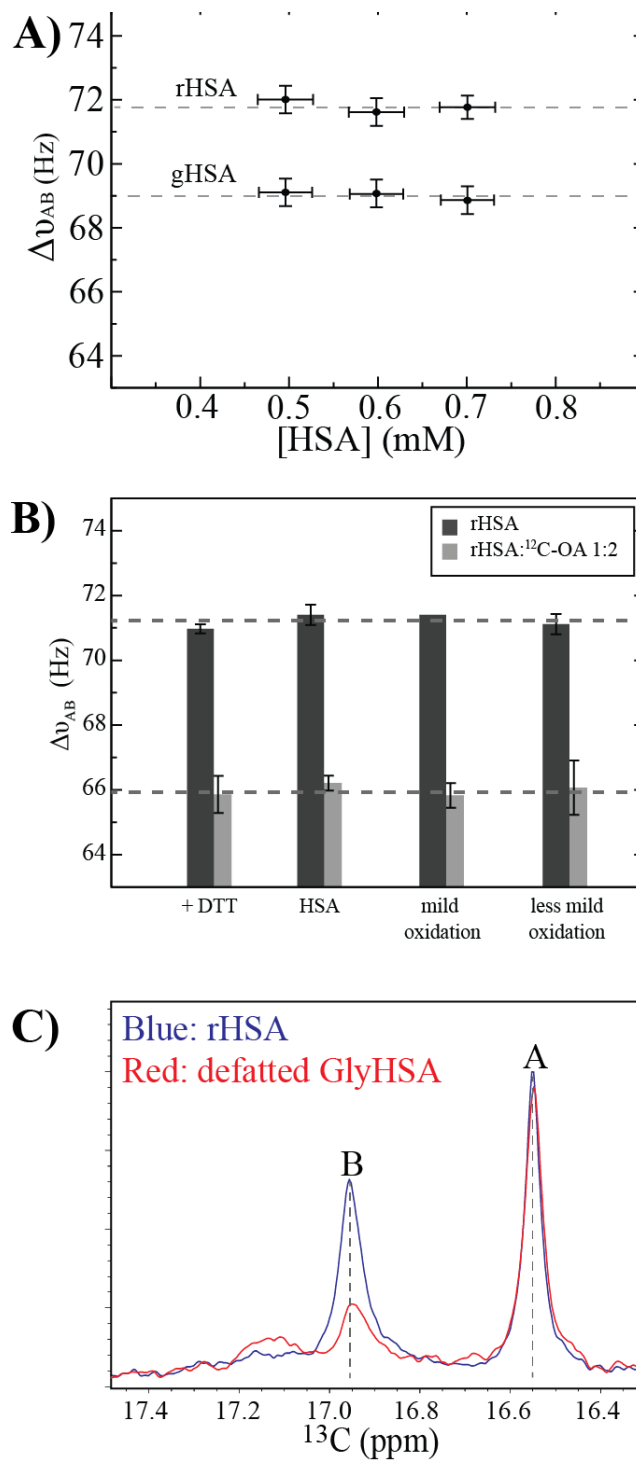 A)
74
72
70
68
66
64
rHSA
gHSA
ΔυAB (Hz)
0.4 0.5 0.6 0.7 0.8
[HSA] (mM)
B)
74
72
70
68
66
64
ΔυAB (Hz)
rHSA
rHSA:¹²C-OA 1:2
+ DTT HSA mild less mild
oxidation oxidation
C)
Blue: rHSA
Red: defatted GlyHSA
A
B
17.4 17.2 17.0 16.8 16.6 16.4
¹³C (ppm)